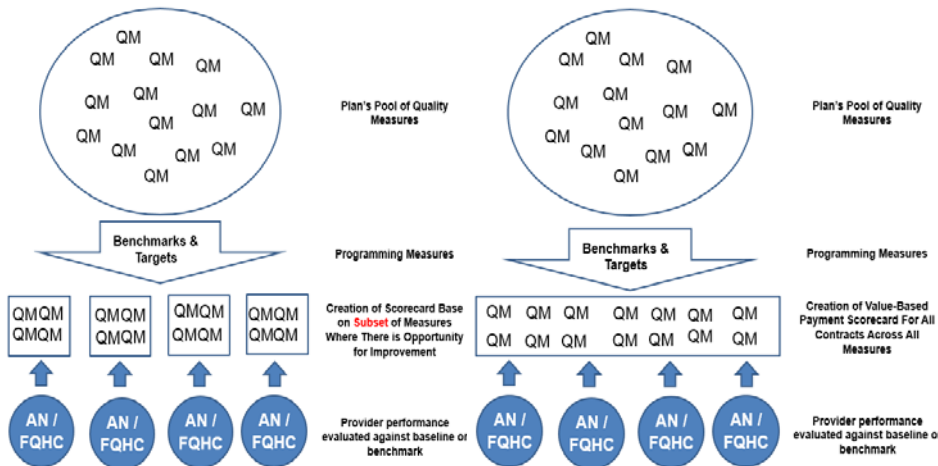 QM
QM QM QM
QM
QM QM QM
QM
QM QM QM QM
QM
Plan's Pool of Quality
Measures
Benchmarks &
Targets
Programming Measures
QMQM QMQM QMQM QMQM
QMQM QMQM QMQM QMQM
Creation of Scorecard Base
on Subset of Measures
Where There is Opportunity
for Improvement
AN /
FQHC
AN /
FQHC
AN /
FQHC
AN /
FQHC
Provider performance
evaluated against baseline or
benchmark
QM
QM QM QM
QM
QM QM QM
QM
QM QM QM QM
QM
Plan's Pool of Quality
Measures
Benchmarks &
Targets
Programming Measures
QM QM QM QM QM QM QM
QM QM QM QM QM QM QM
Creation of Value-Based
Payment Scorecard For All
Contracts Across All
Measures
AN /
FQHC
AN /
FQHC
AN /
FQHC
AN /
FQHC
Provider performance
evaluated against baseline or
benchmark